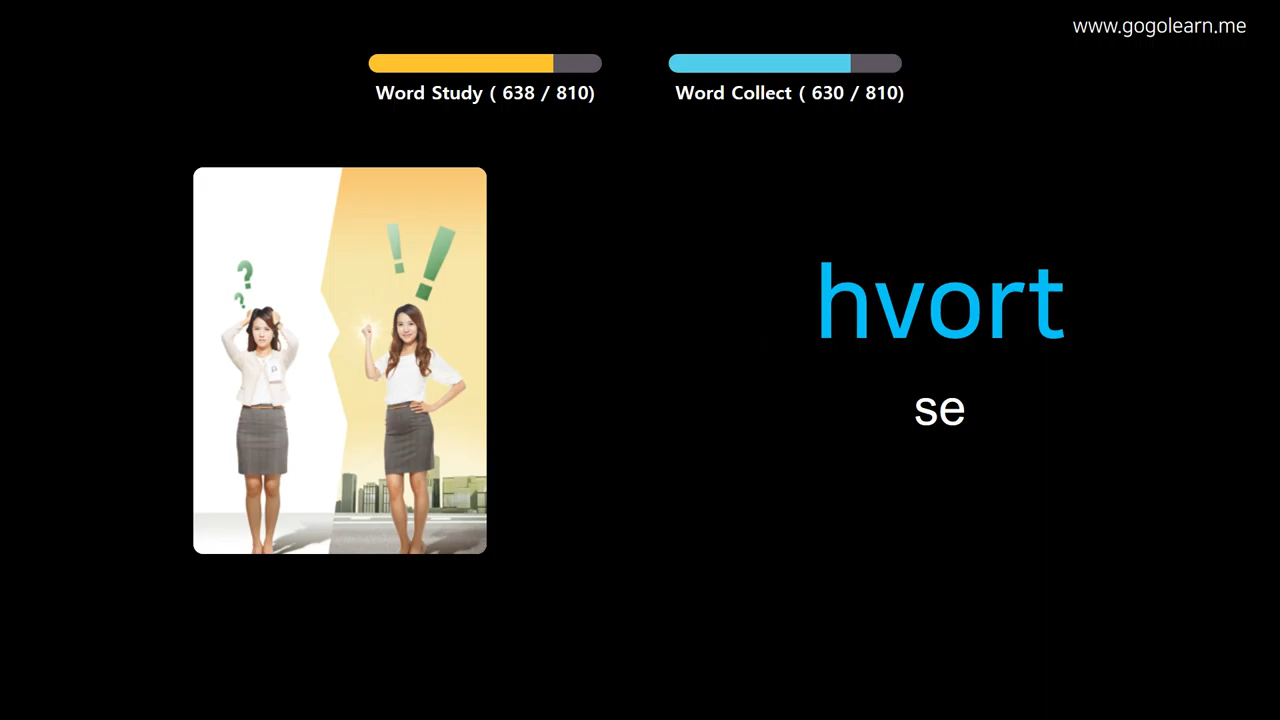 www.gogolearn.me
Word Study ( 638 / 810)
Word Collect ( 630 / 810)
? ?
! !
hvort
se